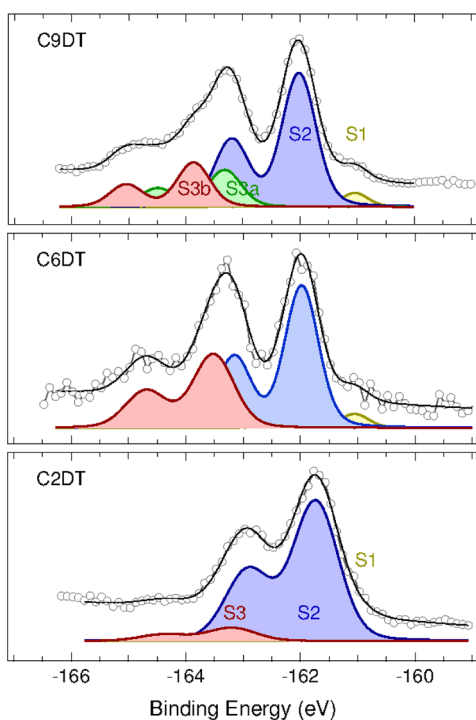 C9DT
S2
S1
S3b
S3a
C6DT
C2DT
S1
S3
S2
-166
-164
-162
-160
Binding Energy (eV)